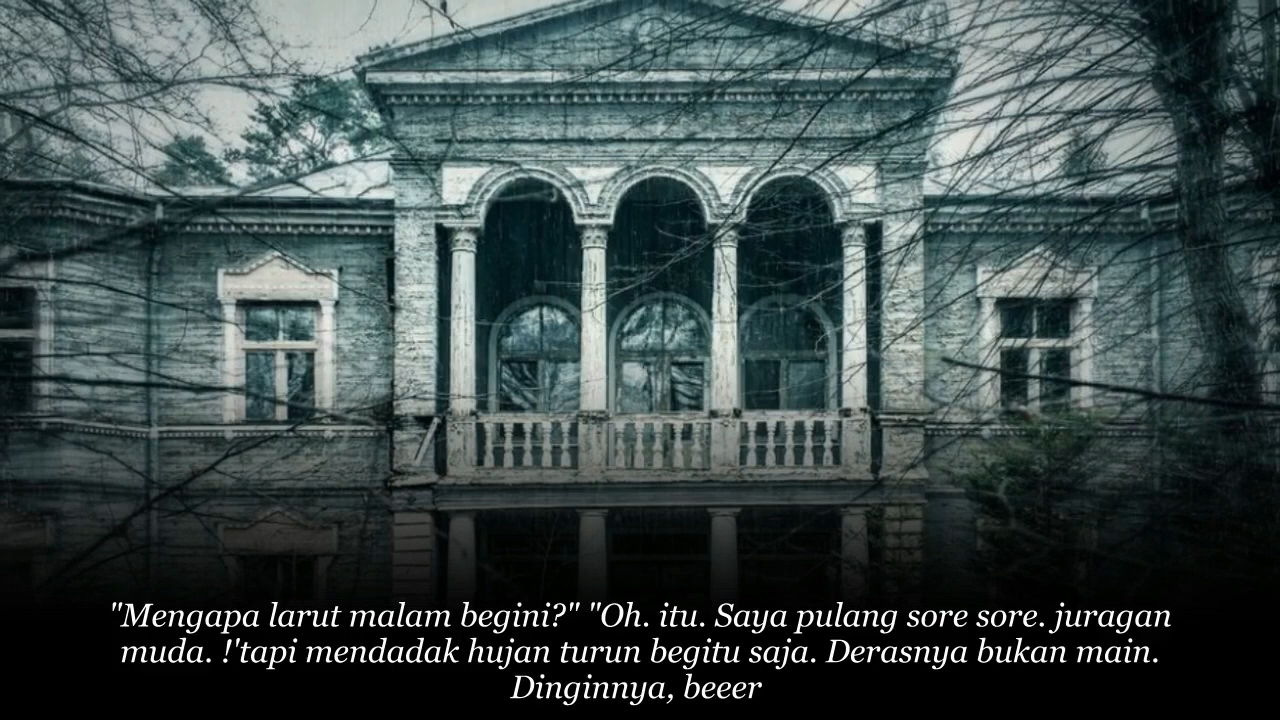 "Mengapa larut malam begini?" "Oh. itu. Saya pulang sore sore. juragan
muda. !'tapi mendadak hujan turun begitu saja. Derasnya bukan main.
Dinginnya, beeer